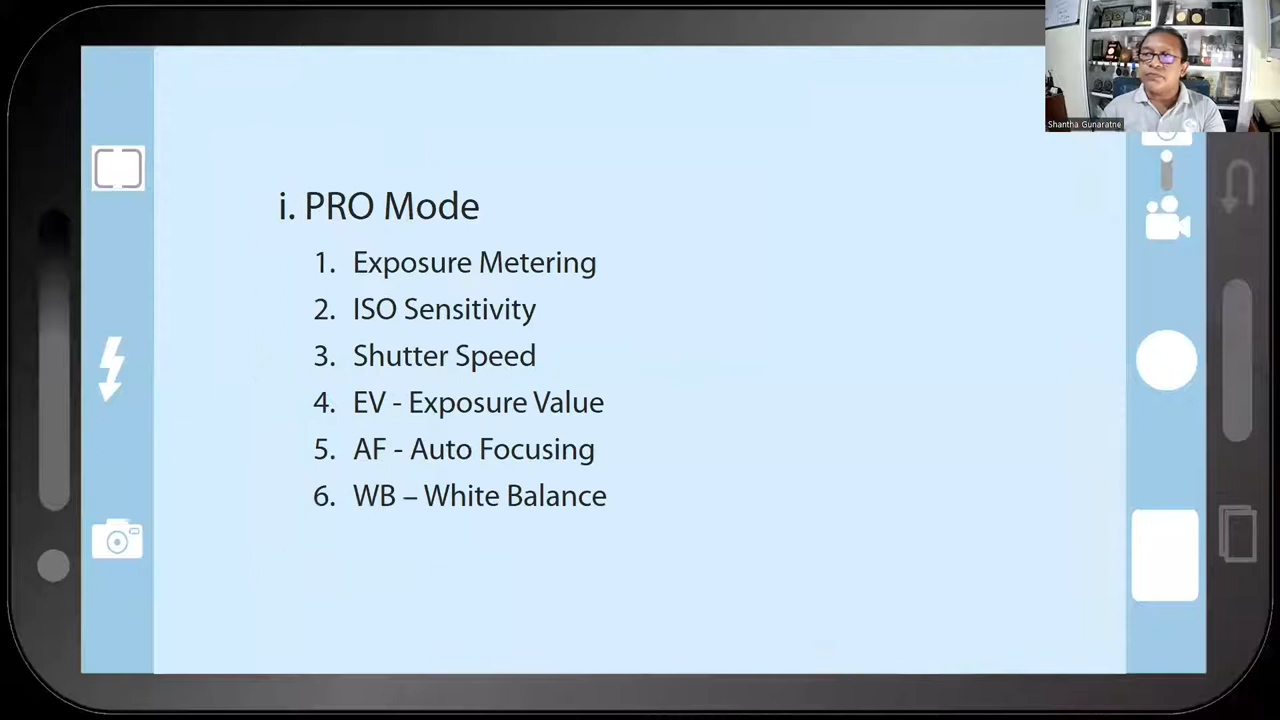 Shantha Gunaratne
i. PRO Mode
1. Exposure Metering
2. ISO Sensitivity
3. Shutter Speed
4. EV - Exposure Value
5. AF - Auto Focusing
6. WB – White Balance